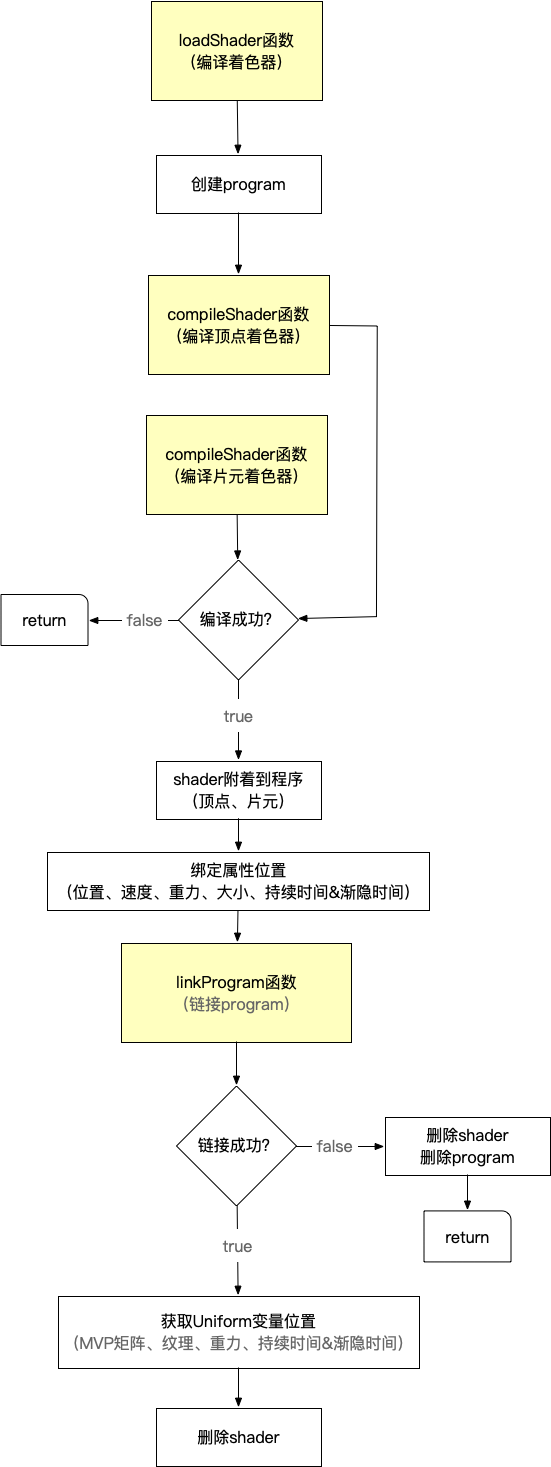 loadShader函数
（编译着色器）
创建program
compileShader函数
（编译顶点着色器）
compileShader函数
（编译片元着色器）
编译成功?
false
return
true
shader附着到程序
（顶点、片元）
绑定属性位置
（位置、速度、重力、大小、持续时间&渐隐时间）
linkProgram函数
（链接program）
链接成功?
false
删除shader
删除program
return
true
获取Uniform变量位置
（MVP矩阵、纹理、重力、持续时间&渐隐时间）
删除shader